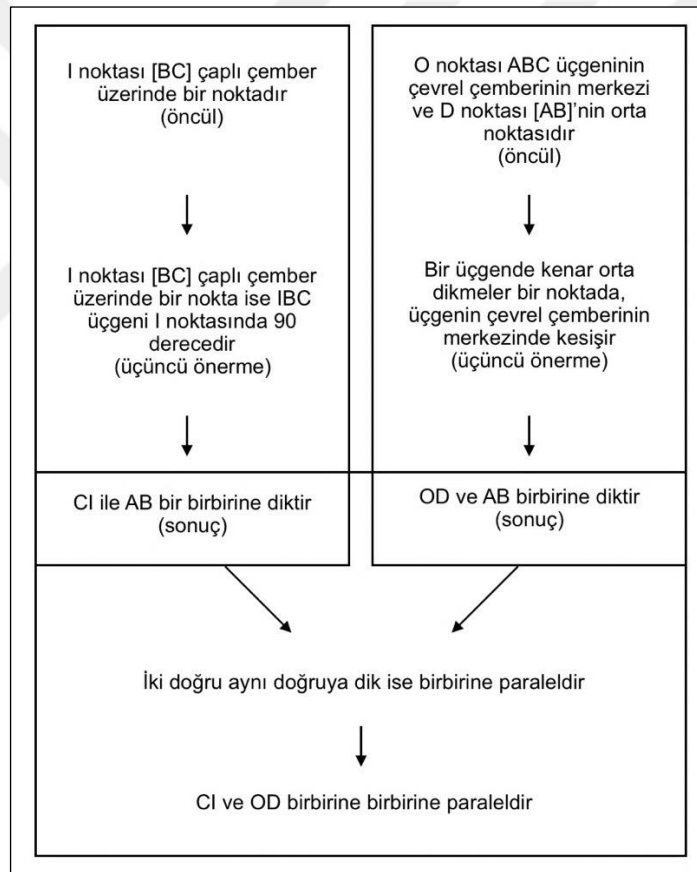 I noktası [BC] çaplı çember
üzerinde bir noktadır
(öncül)
O noktası ABC üçgeninin
çevrel çemberinin merkezi
ve D noktası [AB]'nin orta
noktasıdır
(öncül)
I noktası [BC] çaplı çember
üzerinde bir nokta ise IBC
üçgeni I noktasında 90
derecedir
(üçüncü önerme)
Bir üçgende kenar orta
dikmeler bir noktada,
üçgenin çevrel çemberinin
merkezinde kesişir
(üçüncü önerme)
CI ile AB bir birbirine diktir
(sonuç)
OD ve AB birbirine diktir
(sonuç)
İki doğru aynı doğruya dik ise birbirine paraleldir
CI ve OD birbirine birbirine paraleldir